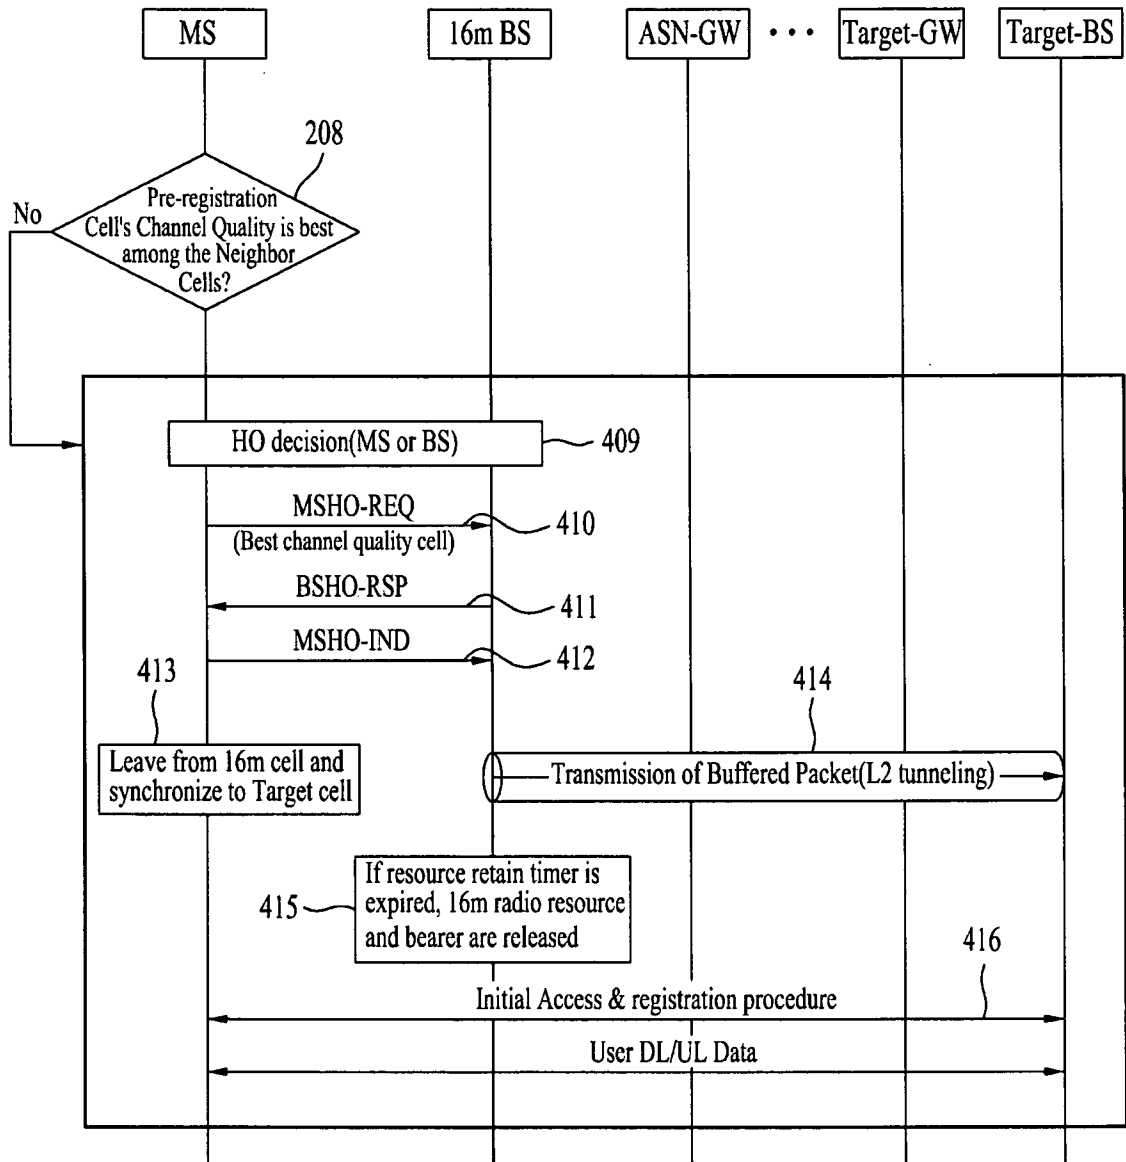 MS
16m BS
ASN-GW
• • •
Target-GW
Target-BS
208
No
Pre-registration
Cell's Channel Quality is best
among the Neighbor
Cells?
HO decision(MS or BS)
409
MSHO-REQ
410
(Best channel quality cell)
BSHO-RSP
411
MSHO-IND
412
413
414
Leave from 16m cell and
synchronize to Target cell
Transmission of Buffered Packet(L2 tunneling)
If resource retain timer is
expired, 16m radio resource
and bearer are released
415
416
Initial Access & registration procedure
User DL/UL Data